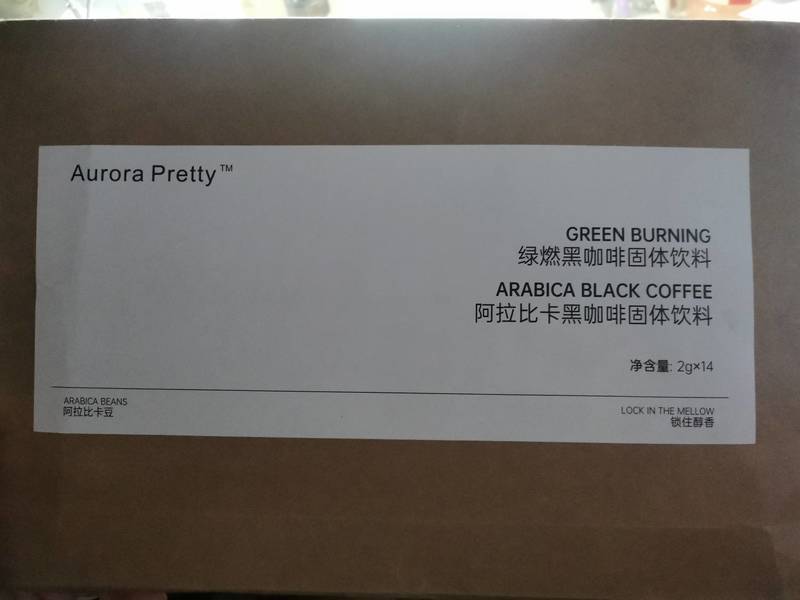 Aurora Pretty™
GREEN BURNING
绿燃黑咖啡固体饮料
ARABICA BLACK COFFEE
阿拉比卡黑咖啡固体饮料
净含量: 2g×14
ARABICA BEANS
阿拉比卡豆
LOCK IN THE MELLOW
锁住醇香